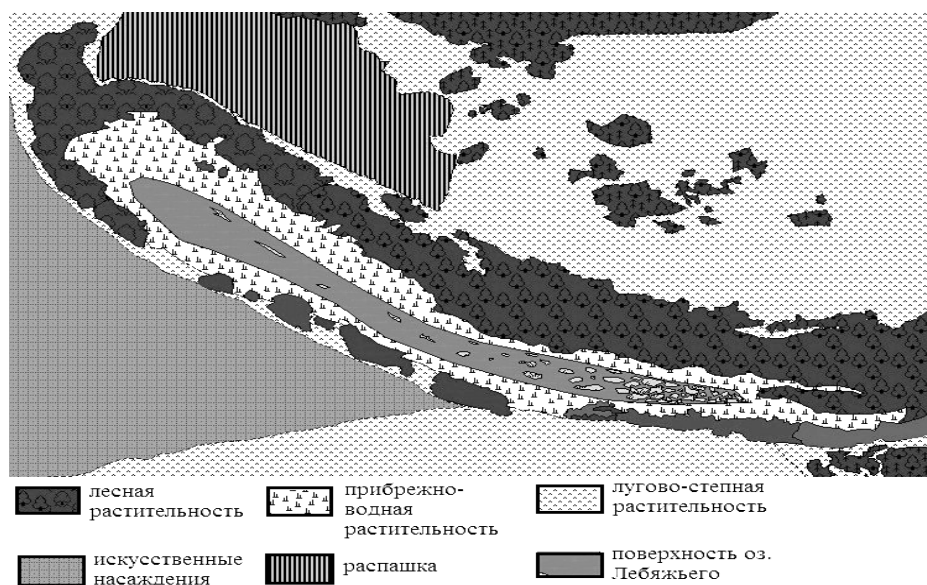 лесная
растительность
прибрежно-
водная
растительность
лугово-степная
растительность
искусственные
насаждения
распашка
поверхность оз.
Лебяжьего